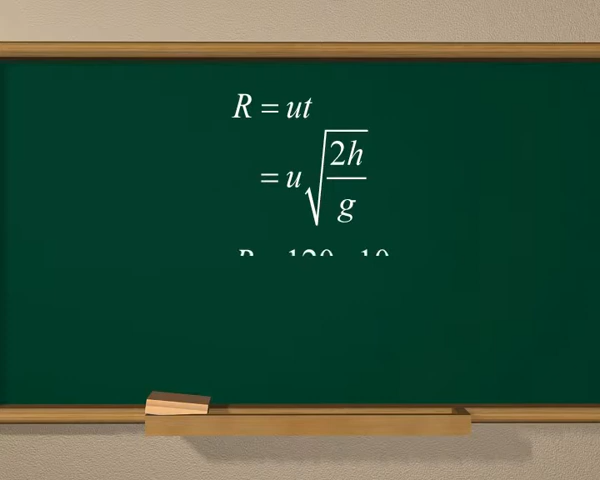 R = ut
= u√(2h/g)